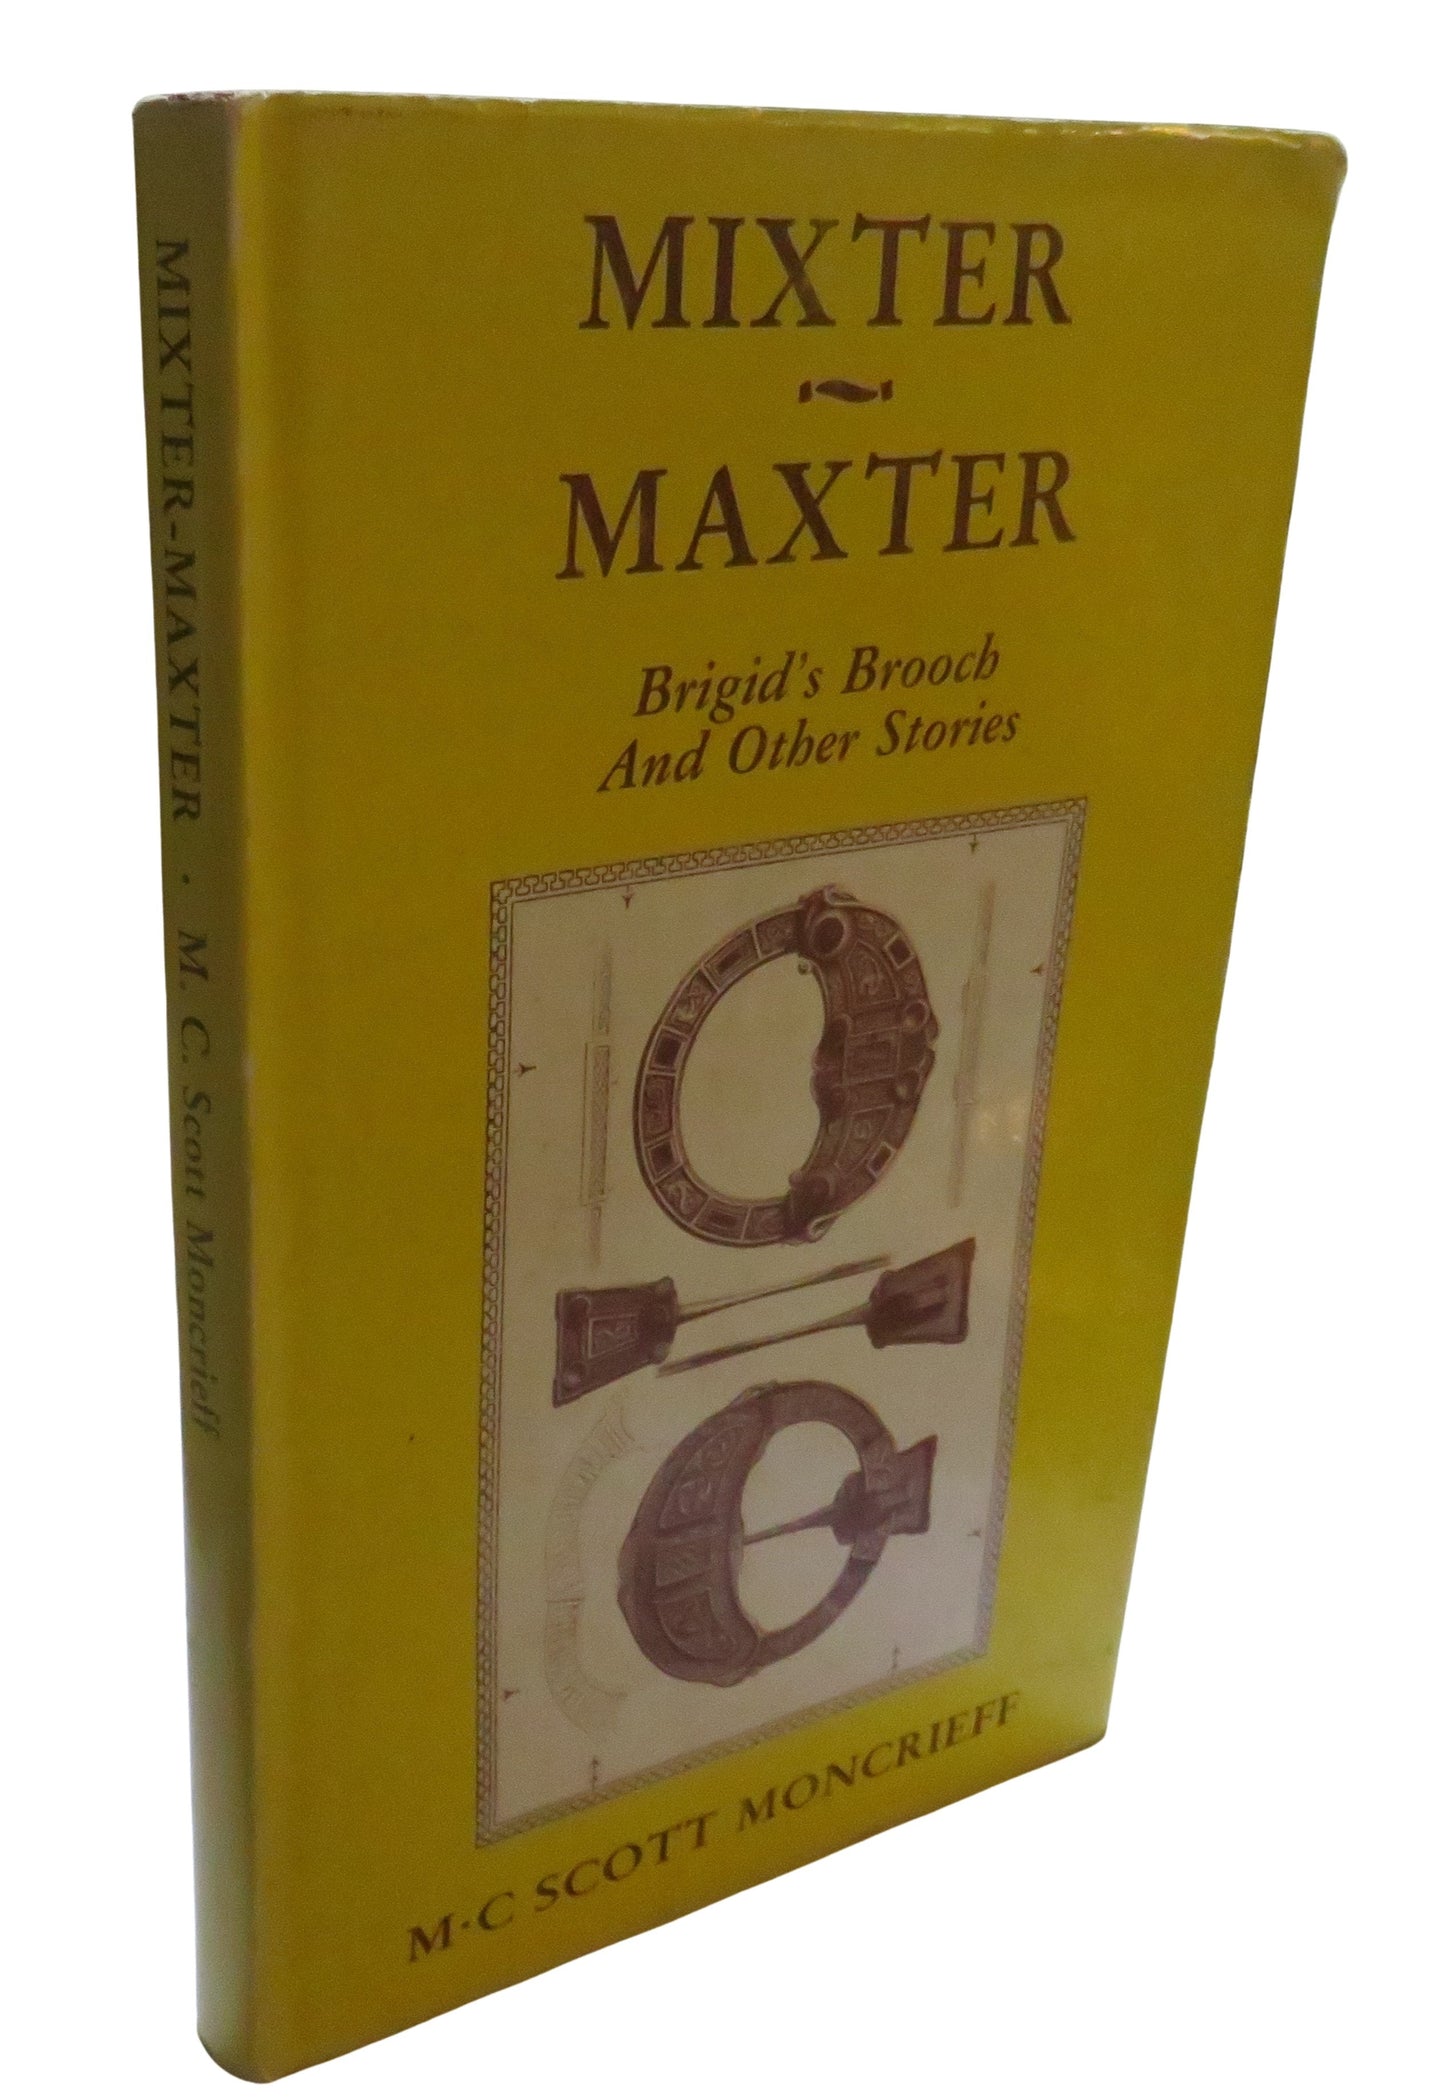 MIXTER
~
MAXTER
Brigid's Brooch
And Other Stories
M·C SCOTT MONCRIEFF
MIXTER-MAXTER · M. C. Scott Moncrieff